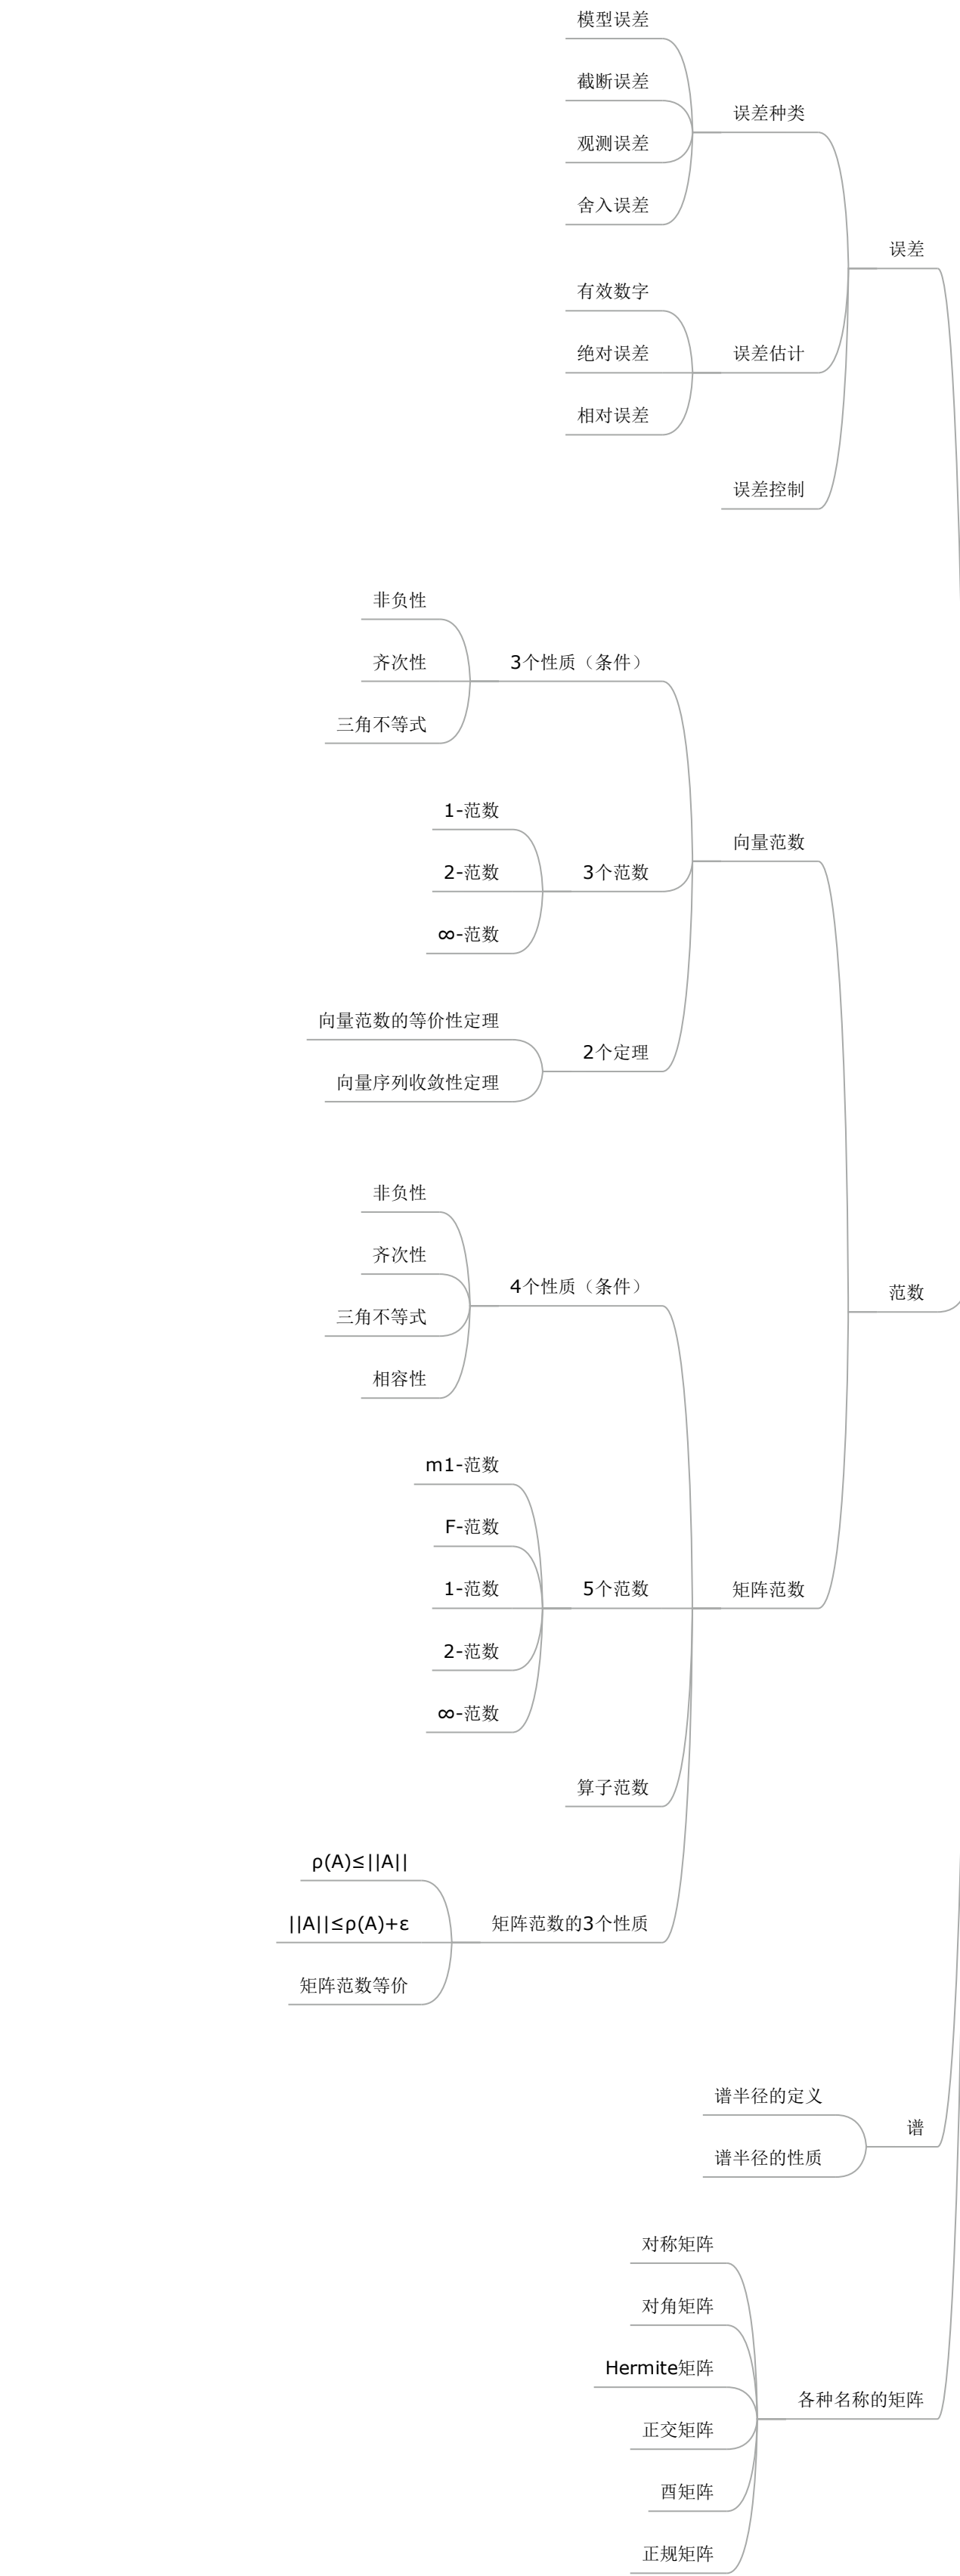 模型误差
截断误差
误差种类
观测误差
舍入误差
误差
有效数字
绝对误差
误差估计
相对误差
误差控制
非负性
齐次性
3个性质（条件）
三角不等式
1-范数
向量范数
2-范数
3个范数
∞-范数
向量范数的等价性定理
2个定理
向量序列收敛性定理
非负性
齐次性
4个性质（条件）
范数
三角不等式
相容性
m1-范数
F-范数
1-范数
5个范数
矩阵范数
2-范数
∞-范数
算子范数
ρ(A)≤||A||
||A||≤ρ(A)+ε
矩阵范数的3个性质
矩阵范数等价
谱半径的定义
谱
谱半径的性质
对称矩阵
对角矩阵
Hermite矩阵
各种名称的矩阵
正交矩阵
酉矩阵
正规矩阵